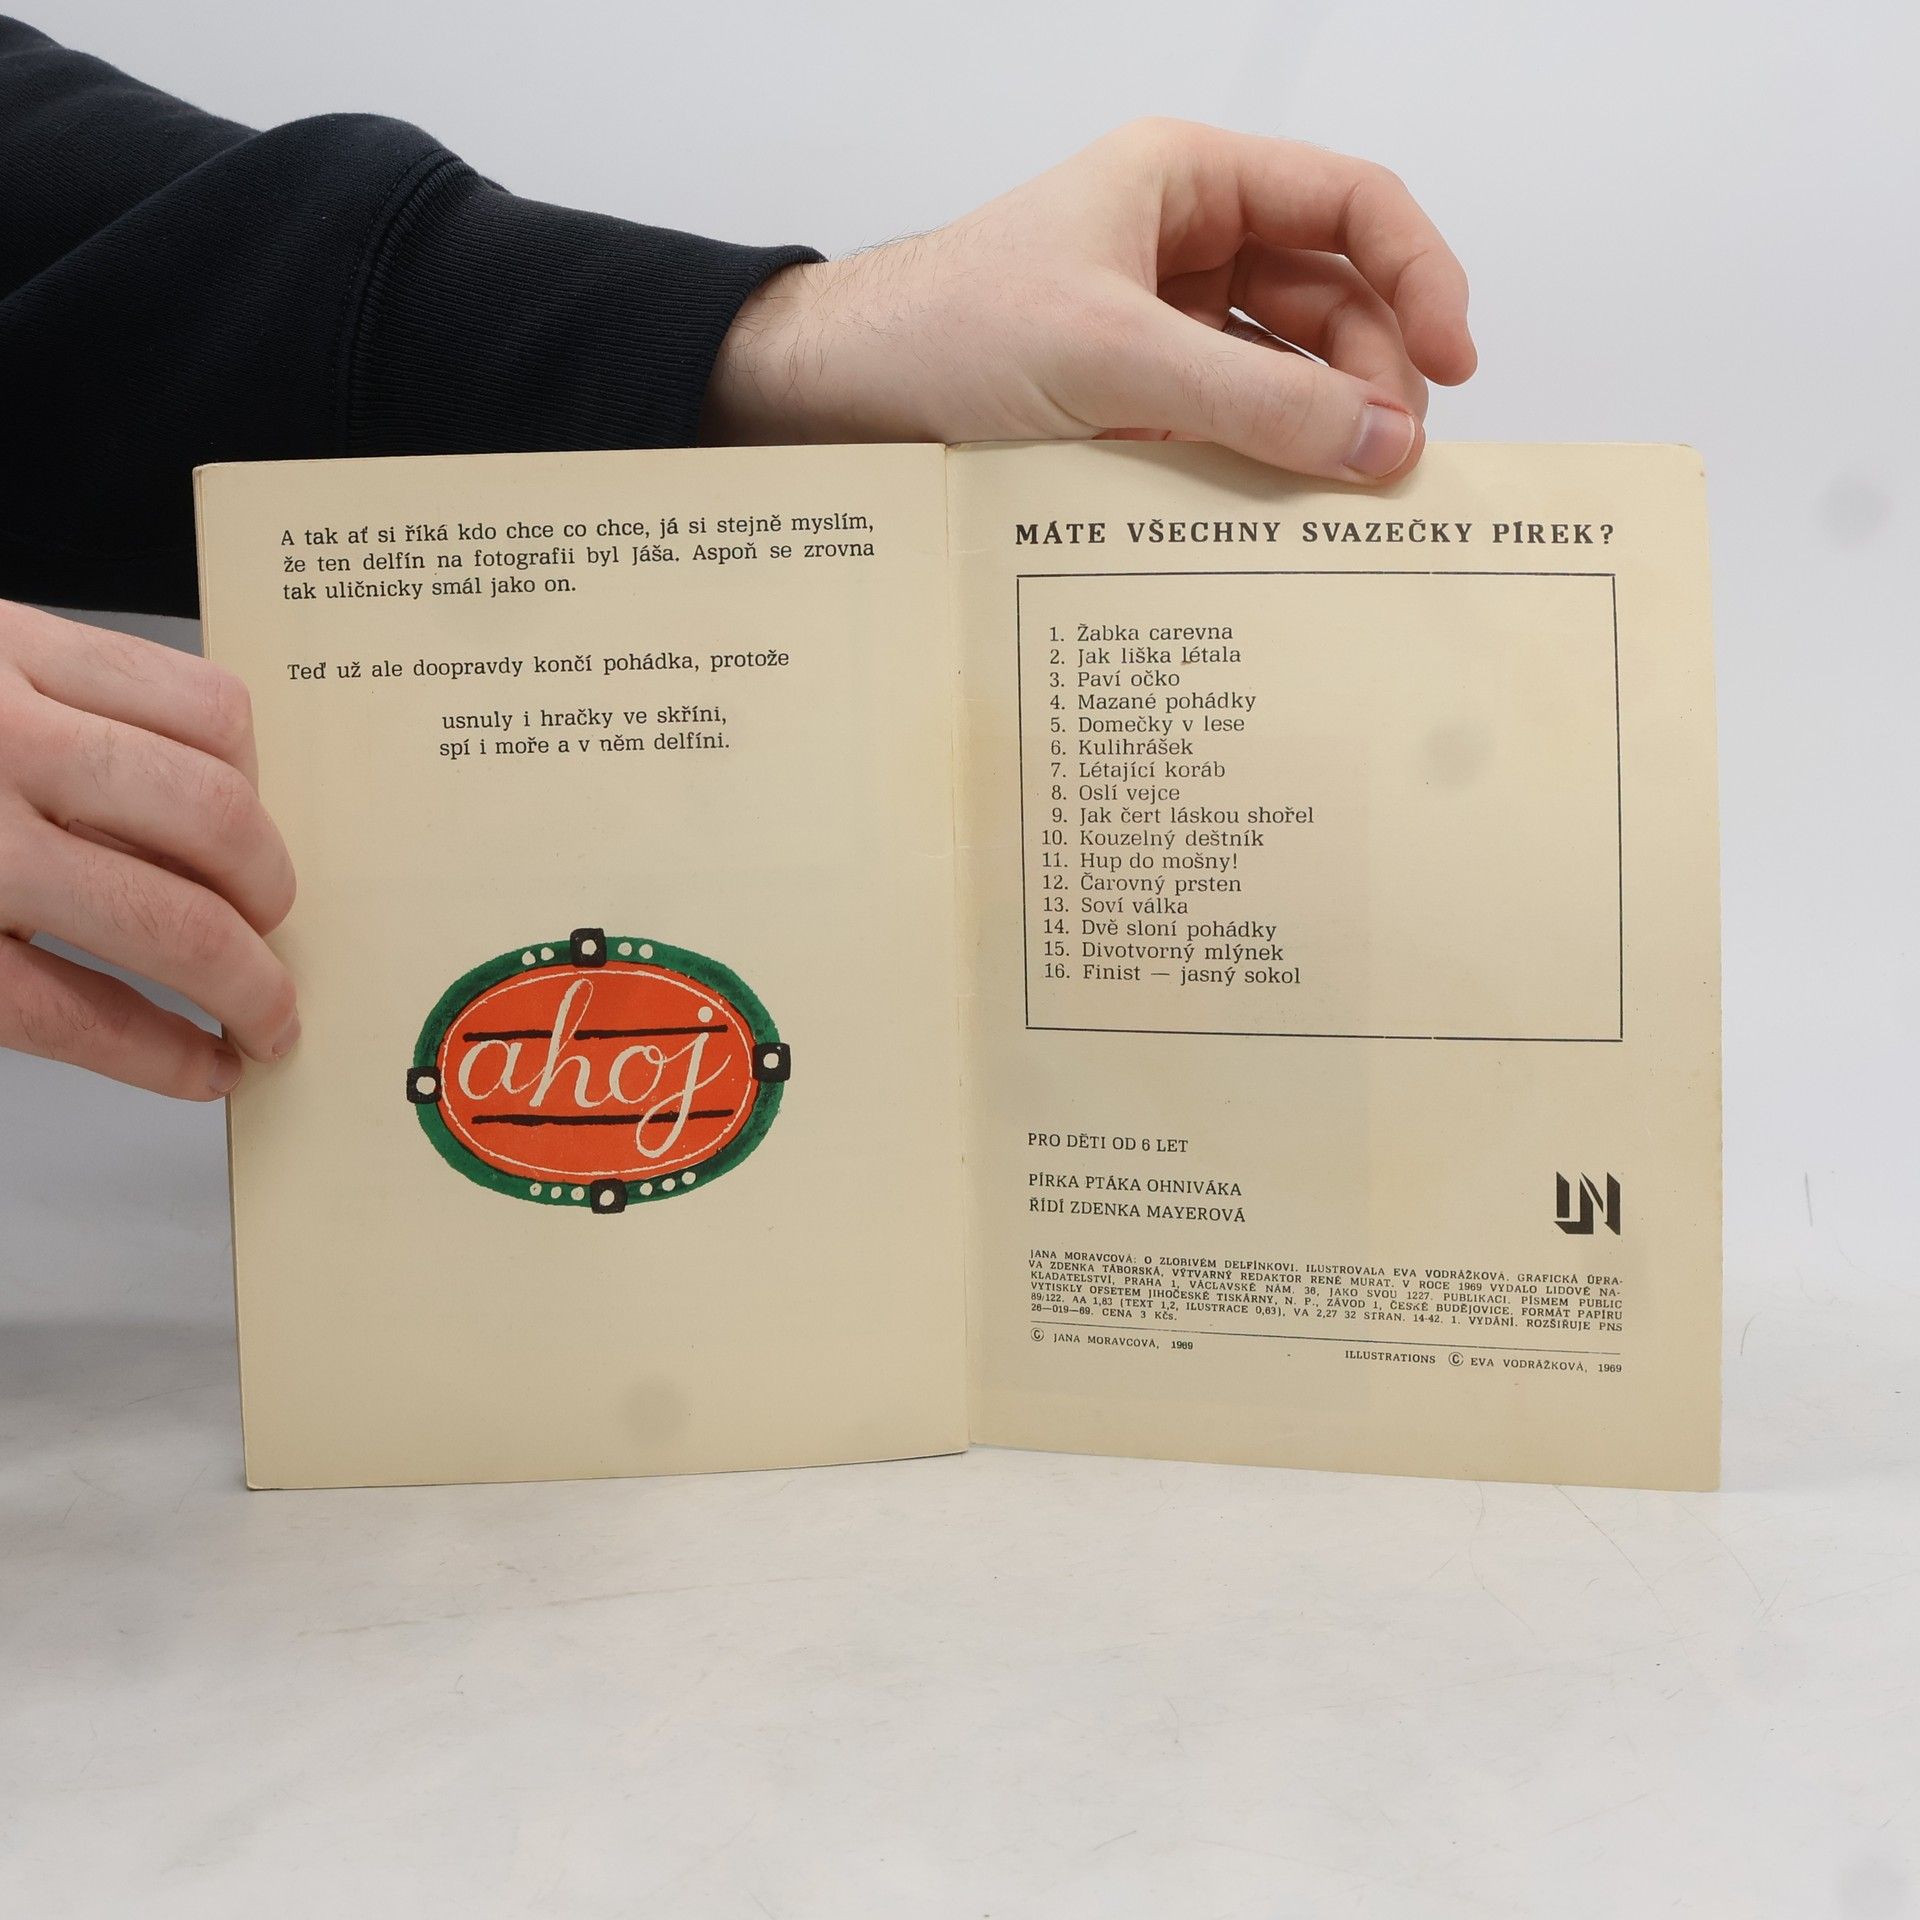 A tak ať si říká kdo chce co chce, já si stejně myslím,
že ten delfín na fotografii byl Jáša. Aspoň se zrovna
tak uličnicky smál jako on.
Teď už ale doopravdy končí pohádka, protože
usnuly i hračky ve skříni,
spí i moře a v něm delfíni.
ahoj
MÁTE VŠECHNY SVAZEČKY PÍREK?
1. Žabka carevna
2. Jak liška létala
3. Paví očko
4. Mazané pohádky
5. Domečky v lese
6. Kulihrášek
7. Létající koráb
8. Oslí vejce
9. Jak čert láskou shořel
10. Kouzelný deštník
11. Hup do mošny!
12. Čarovný prsten
13. Soví válka
14. Dvě sloní pohádky
15. Divotvorný mlýnek
16. Finist — jasný sokol
PRO DĚTI OD 6 LET
PÍRKA PTÁKA OHNIVÁKA
ŘÍDÍ ZDENKA MAYEROVÁ
JANA MORAVCOVÁ: O ZLOBIVÉM DELFÍNKOVI. ILUSTROVALA EVA VODRÁŽKOVÁ. GRAFICKÁ ÚPRA-
VA ZDENKA TÁBORSKÁ, VÝTVARNÝ REDAKTOR RENÉ MURAT. V ROCE 1969 VYDALO LIDOVÉ NA-
KLADATELSTVÍ, PRAHA 1, VÁCLAVSKÉ NÁM. 36, JAKO SVOU 1227. PUBLIKACI. PÍSMEM PUBLIC
VYTISKLY OFSETEM JIHOČESKÉ TISKÁRNY, N. P., ZÁVOD 1, ČESKÉ BUDĚJOVICE. FORMÁT PAPÍRU
89/122. AA 1,83 (TEXT 1,2, ILUSTRACE 0,63), VA 2,27 32 STRAN. 14-42. 1. VYDÁNÍ. ROZŠIŘUJE PNS
26—019—69. CENA 3 KČs.
© JANA MORAVCOVÁ, 1969
ILLUSTRATIONS © EVA VODRÁŽKOVÁ, 1969